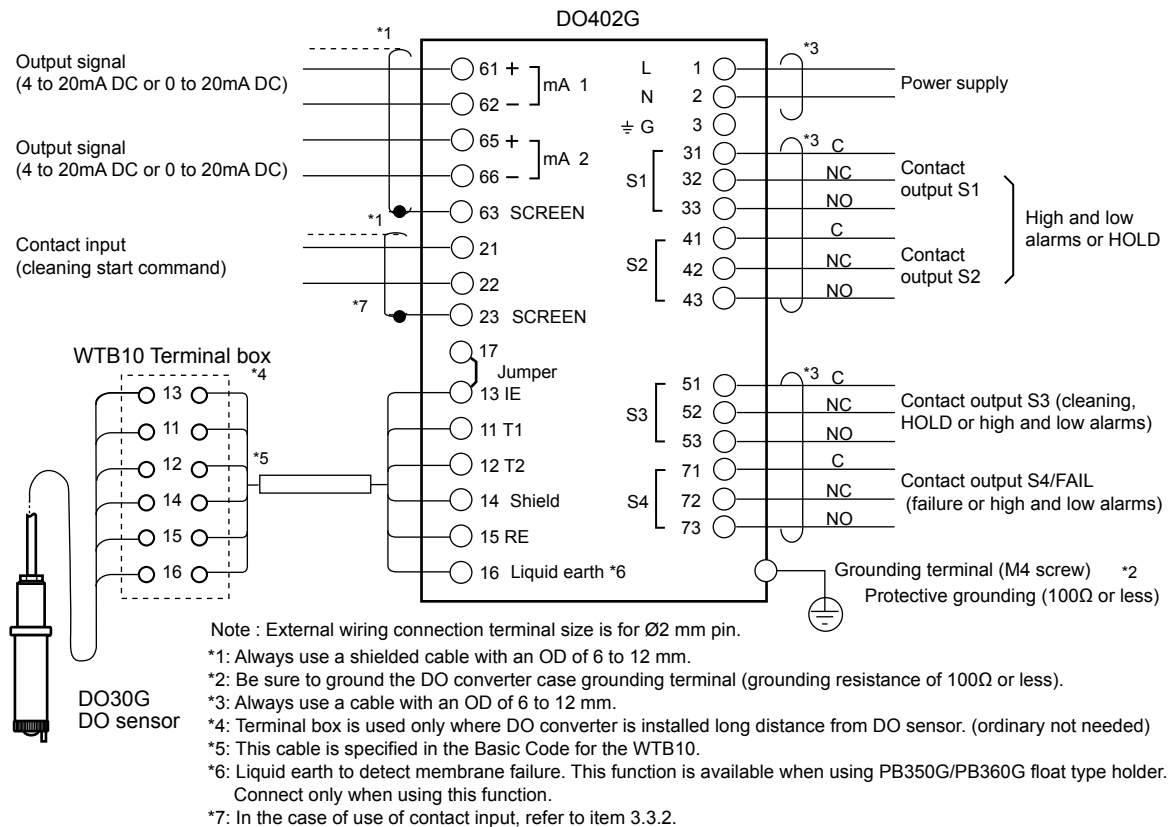 DO402G
*1
Output signal
(4 to 20mA DC or 0 to 20mA DC)
61 +
62 −
mA 1
Output signal
(4 to 20mA DC or 0 to 20mA DC)
65 +
66 −
mA 2
63 SCREEN
*1
Contact input
(cleaning start command)
21
22
*7
23 SCREEN
17
Jumper
13 IE
11 T1
12 T2
14 Shield
15 RE
16 Liquid earth *6
WTB10 Terminal box
*4
13
11
12
14
15
16
*5
DO30G
DO sensor
L 1
N 2
G 3
*3
Power supply
S1
31
32
33
*3
C
NC
NO
Contact
output S1
S2
41
42
43
C
NC
NO
Contact
output S2
High and low
alarms or HOLD
S3
51
52
53
*3
C
NC
NO
Contact output S3 (cleaning,
HOLD or high and low alarms)
S4
71
72
73
C
NC
NO
Contact output S4/FAIL
(failure or high and low alarms)
Grounding terminal (M4 screw) *2
Protective grounding (100Ω or less)
Note : External wiring connection terminal size is for Ø2 mm pin.
*1: Always use a shielded cable with an OD of 6 to 12 mm.
*2: Be sure to ground the DO converter case grounding terminal (grounding resistance of 100Ω or less).
*3: Always use a cable with an OD of 6 to 12 mm.
*4: Terminal box is used only where DO converter is installed long distance from DO sensor. (ordinary not needed)
*5: This cable is specified in the Basic Code for the WTB10.
*6: Liquid earth to detect membrane failure. This function is available when using PB350G/PB360G float type holder.
Connect only when using this function.
*7: In the case of use of contact input, refer to item 3.3.2.